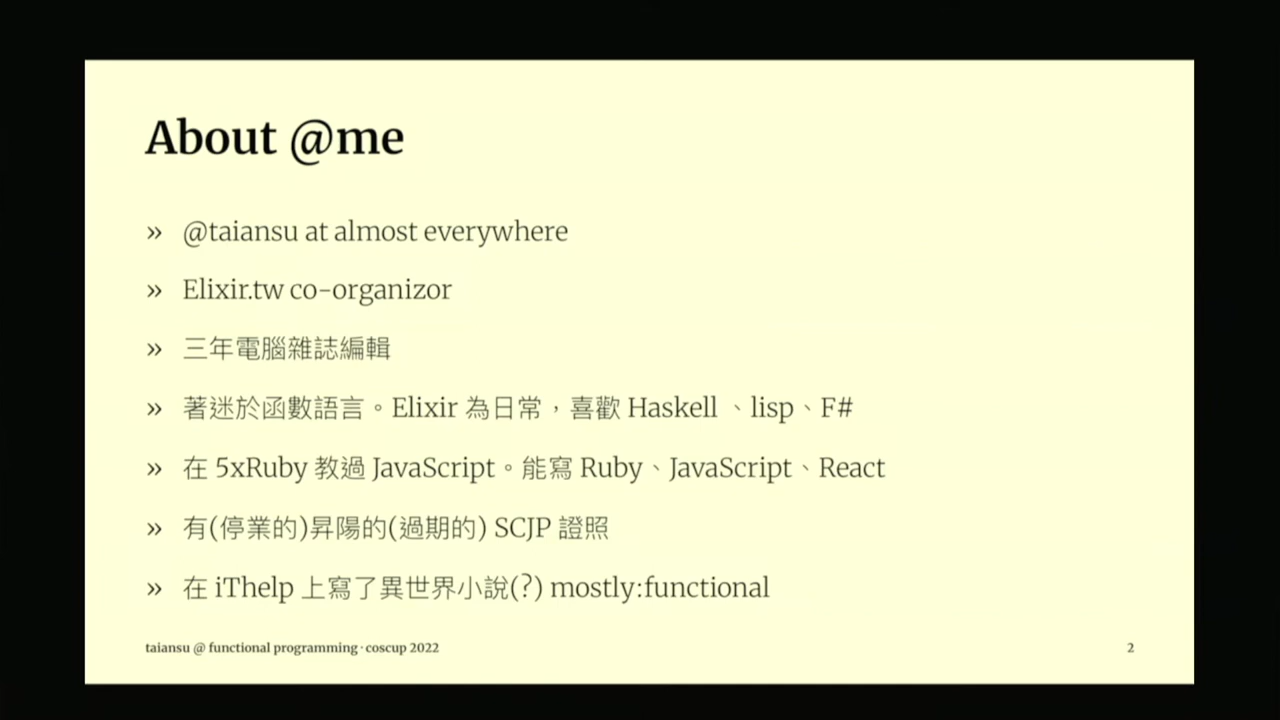 About @me
» @taiansu at almost everywhere
» Elixir.tw co-organizor
» 三年電腦雜誌編輯
» 著迷於函數語言。Elixir 為日常，喜歡 Haskell 、lisp、F#
» 在 5xRuby 教過 JavaScript。能寫 Ruby、JavaScript、React
» 有(停業的)昇陽的(過期的) SCJP 證照
» 在 iThelp 上寫了異世界小說(?) mostly:functional
taiansu @ functional programming · coscup 2022
2